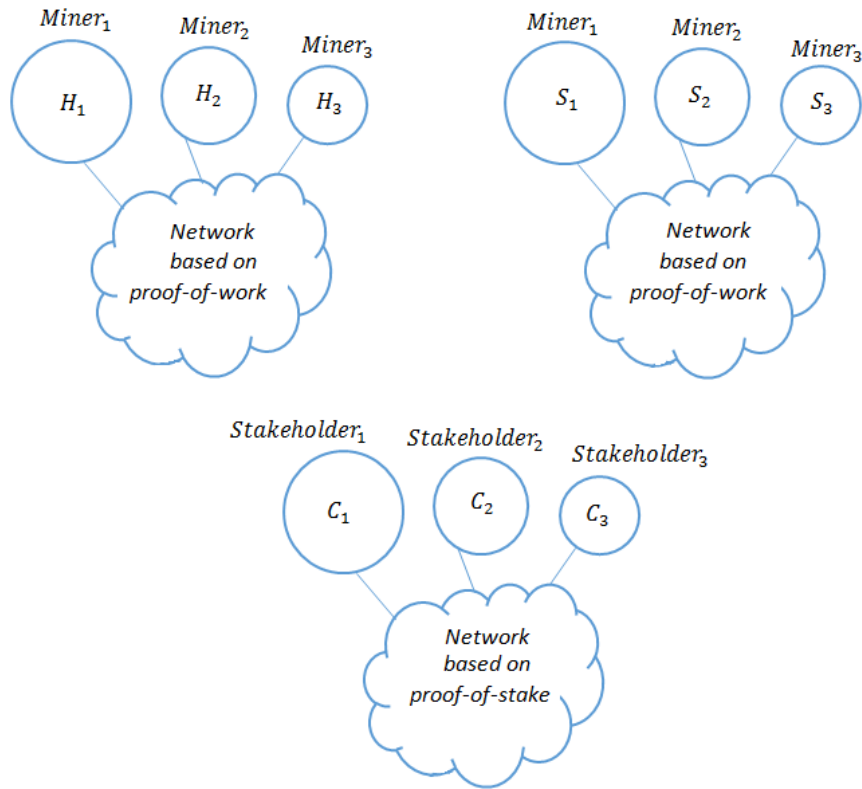 Miner₁
Miner₂
Miner₃
H₁
H₂
H₃
Network
based on
proof-of-work
Miner₁
Miner₂
Miner₃
S₁
S₂
S₃
Network
based on
proof-of-work
Stakeholder₁
Stakeholder₂
Stakeholder₃
C₁
C₂
C₃
Network
based on
proof-of-stake